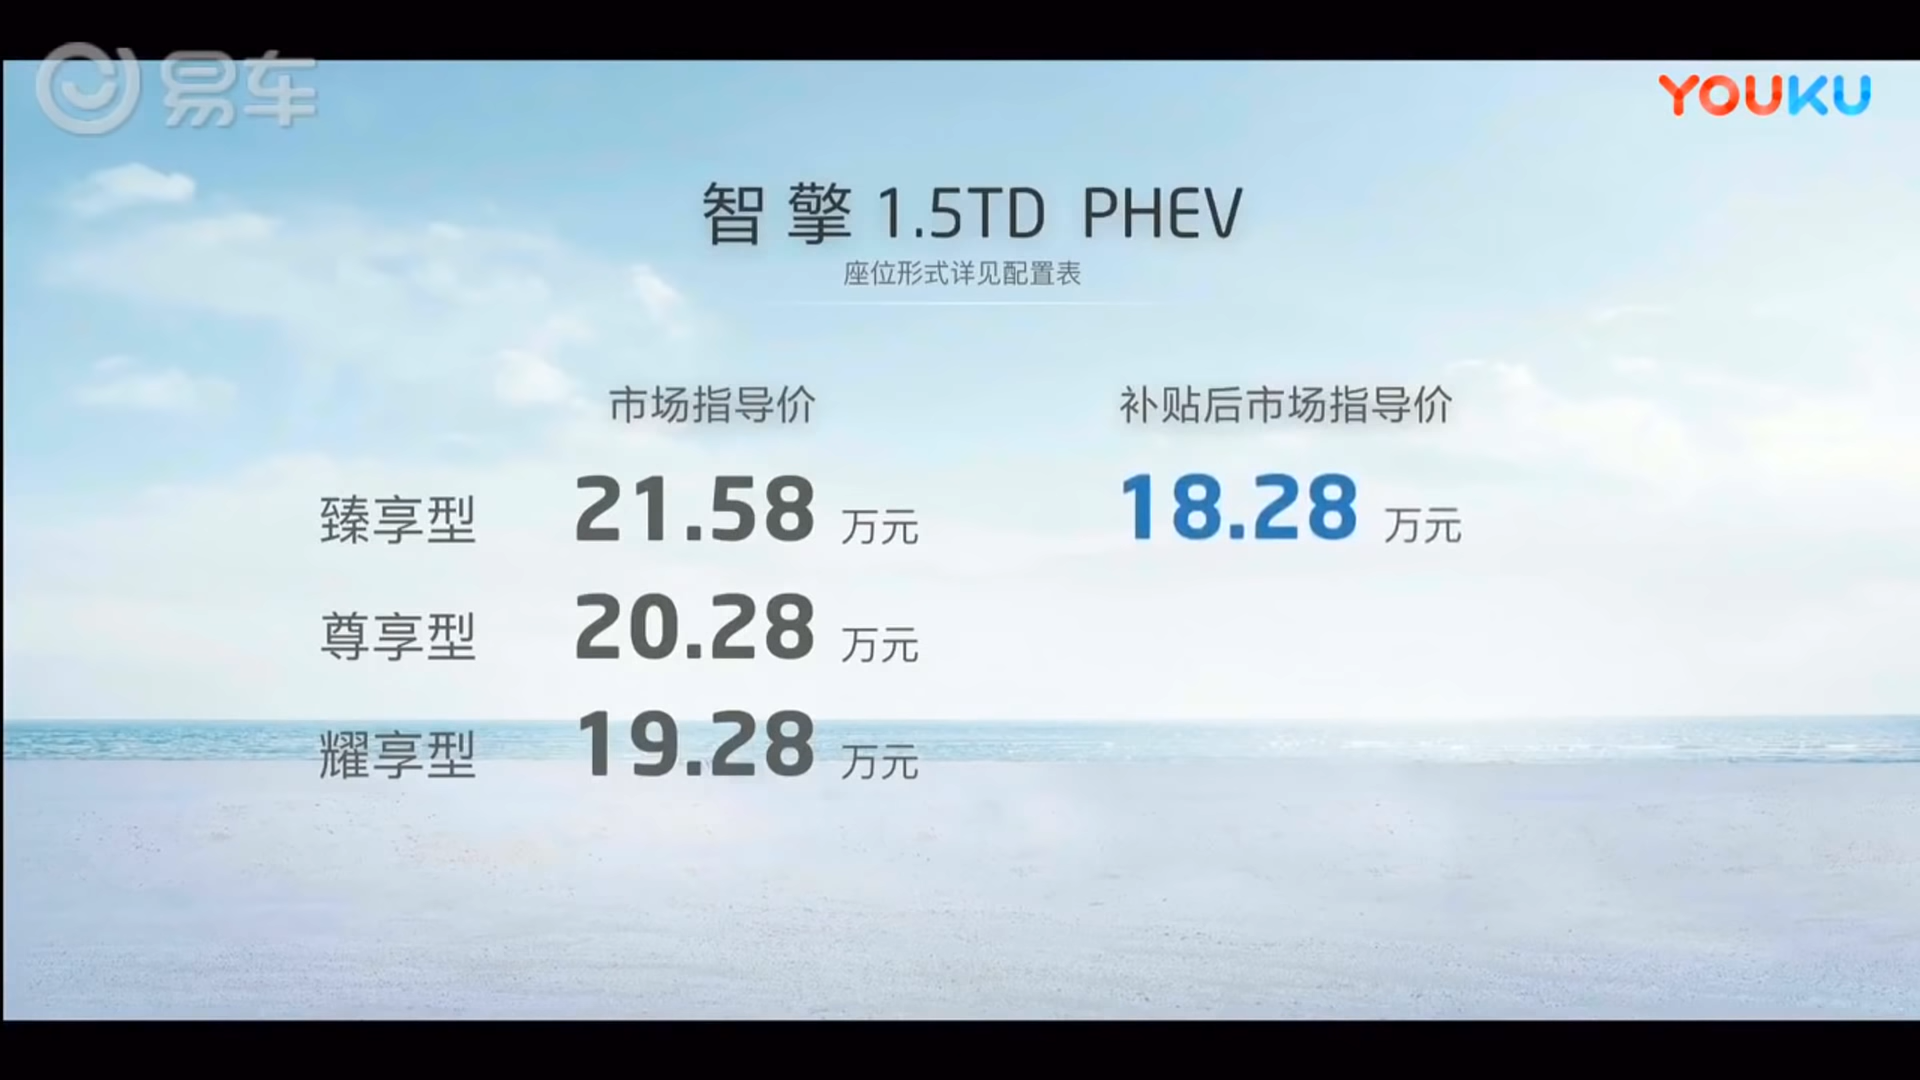 易车
YOUKU
智擎1.5TD PHEV
座位形式详见配置表
市场指导价 补贴后市场指导价
臻享型 21.58 万元 18.28 万元
尊享型 20.28 万元
耀享型 19.28 万元